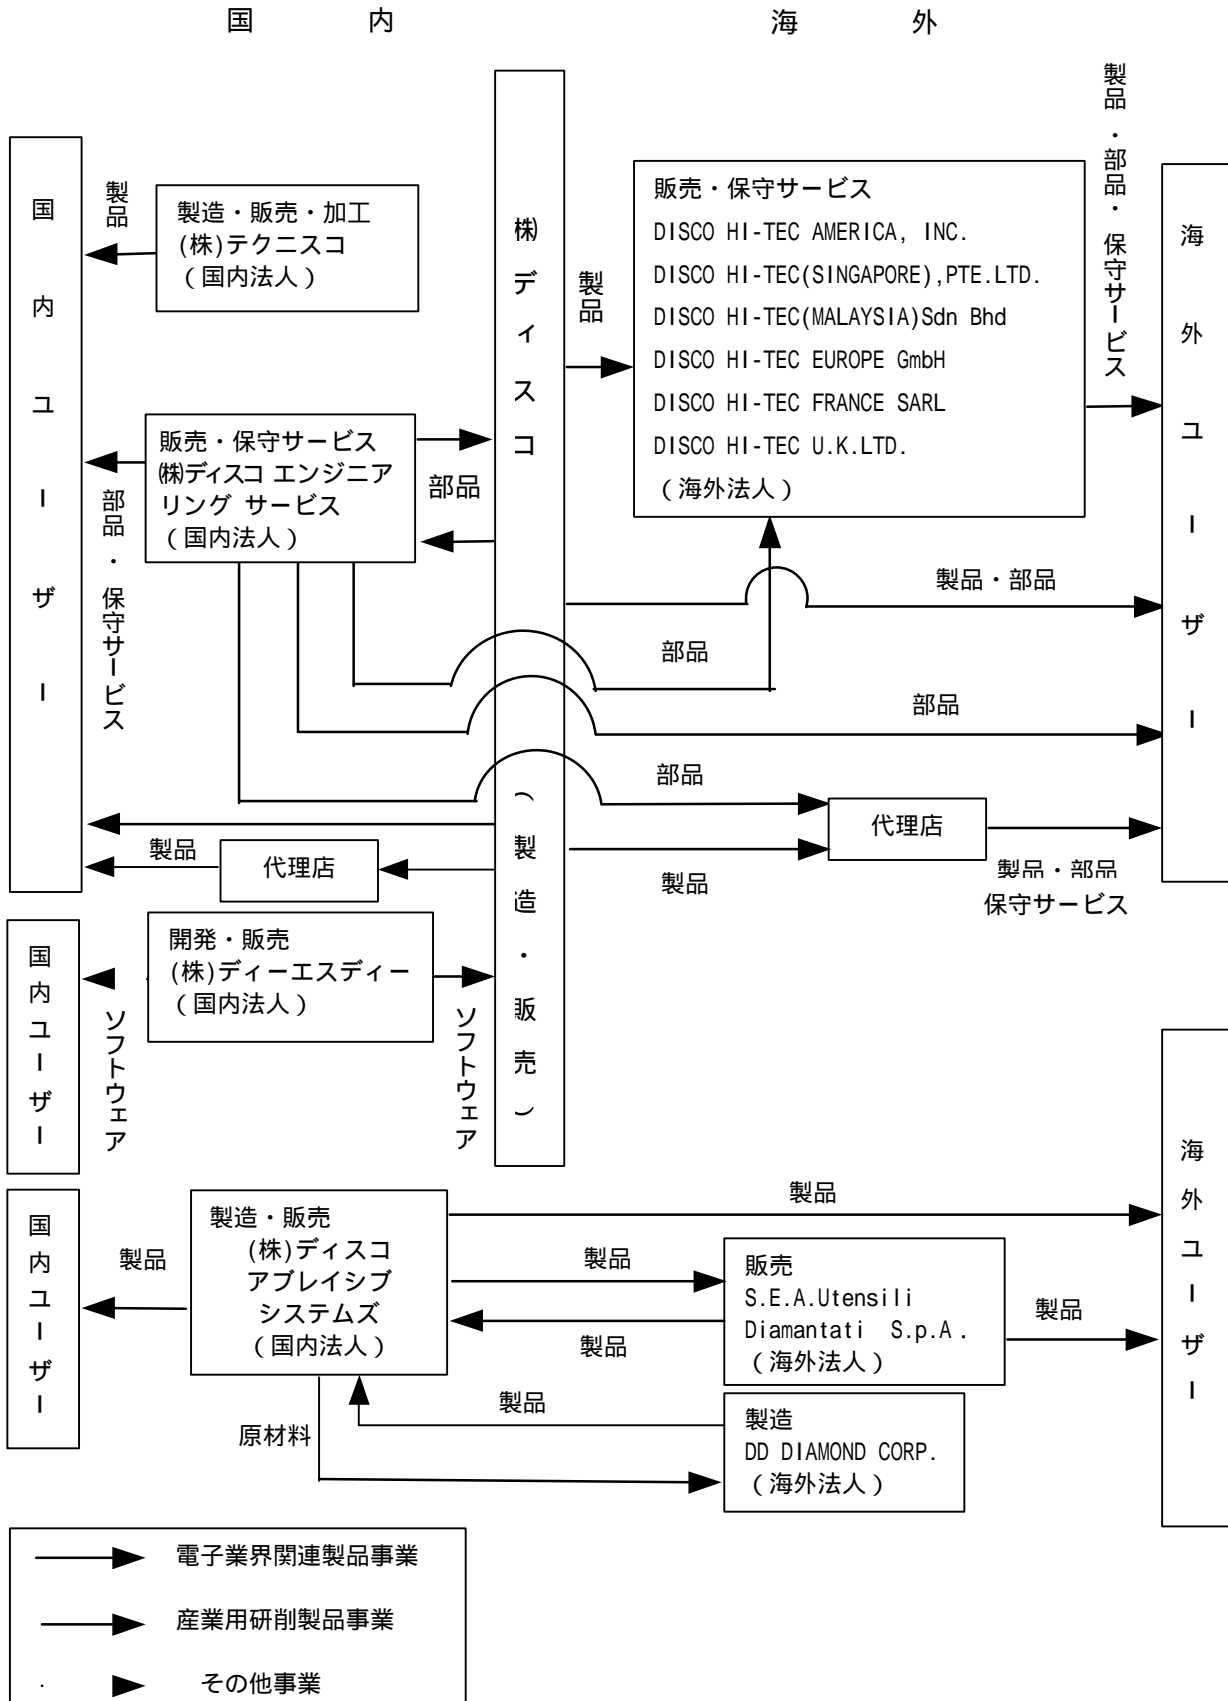 国　内
海　外
国内ユーザー
製品
製造・販売・加工
(株)テクニスコ
（国内法人）
販売・保守サービス
㈱ディスコ エンジニア
リング サービス
（国内法人）
部品・保守サービス
部品
㈱ディスコ（製造・販売）
製品
販売・保守サービス
DISCO HI-TEC AMERICA, INC.
DISCO HI-TEC(SINGAPORE),PTE.LTD.
DISCO HI-TEC(MALAYSIA)Sdn Bhd
DISCO HI-TEC EUROPE GmbH
DISCO HI-TEC FRANCE SARL
DISCO HI-TEC U.K.LTD.
（海外法人）
製品・部品・保守サービス
海外ユーザー
製品・部品
部品
部品
部品
代理店
製品
製品・部品
保守サービス
製品
代理店
国内ユーザー
ソフトウェア
開発・販売
(株)ディーエスディー
（国内法人）
ソフトウェア
国内ユーザー
製品
製造・販売
(株)ディスコ
アブレイシブ
システムズ
（国内法人）
製品
製品
製品
販売
S.E.A.Utensili
Diamantati S.p.A.
（海外法人）
製品
海外ユーザー
製品
原材料
製造
DD DIAMOND CORP.
（海外法人）
電子業界関連製品事業
産業用研削製品事業
その他事業